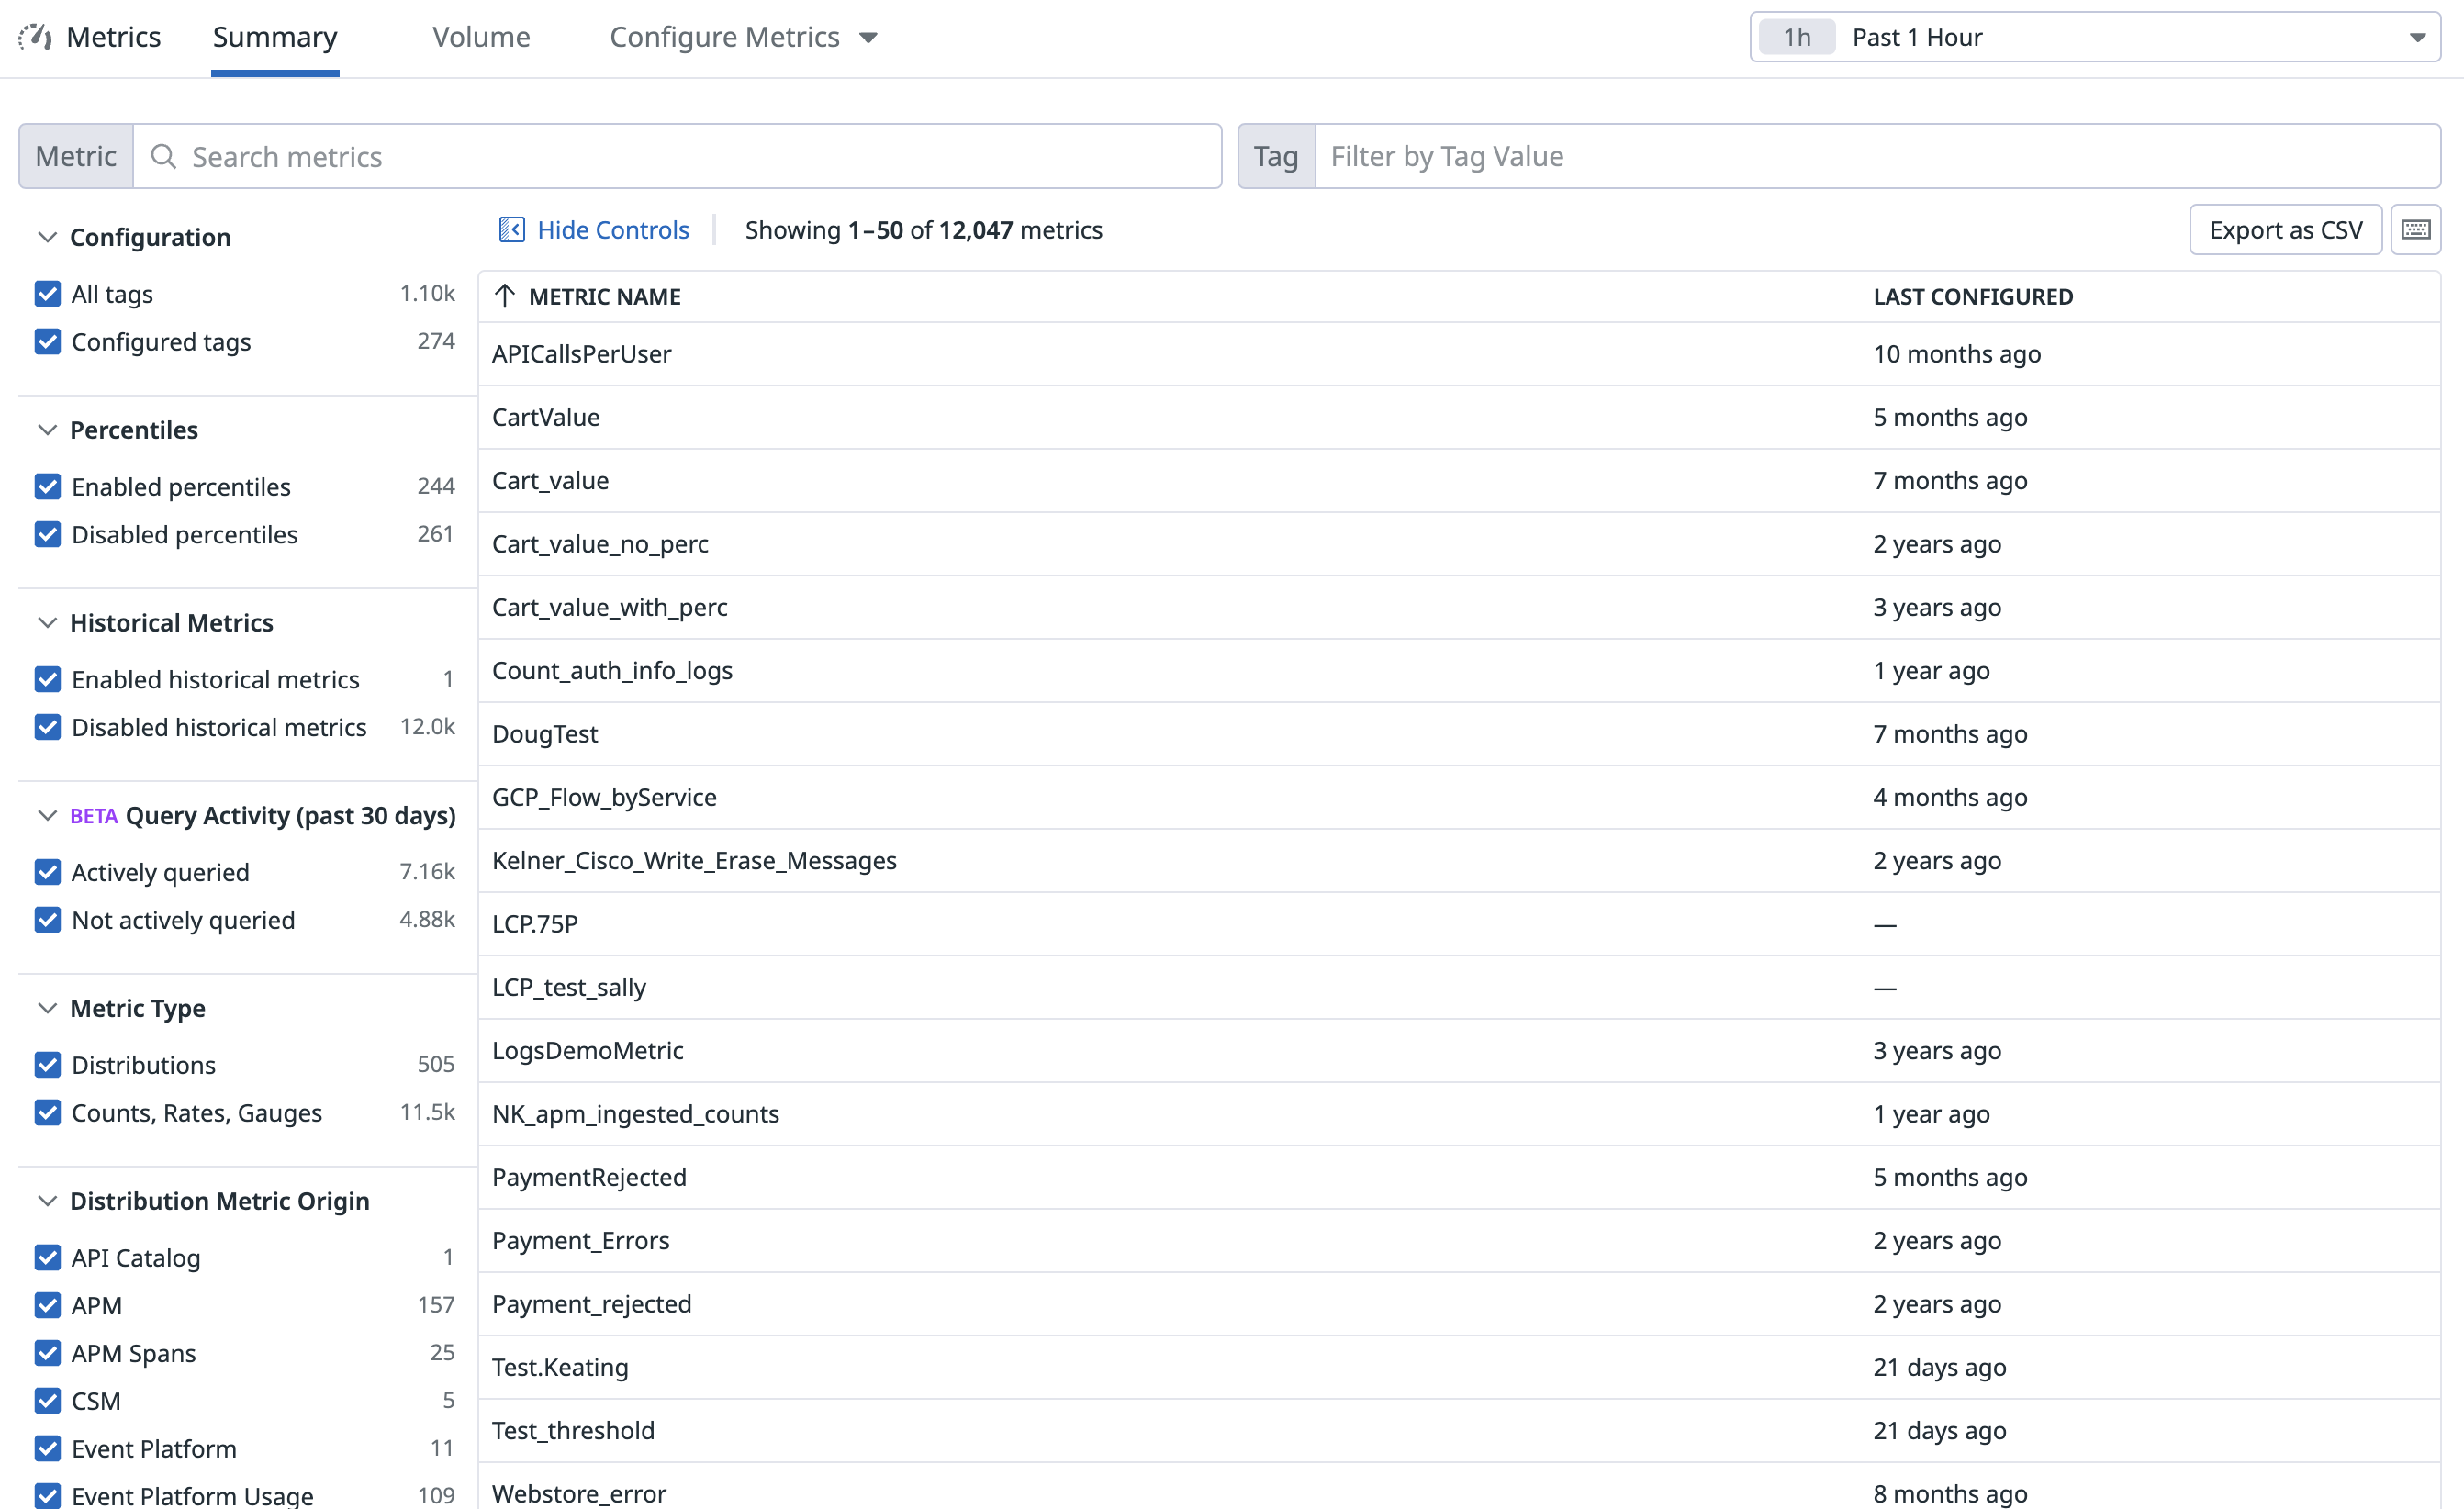 Metrics Summary Volume Configure Metrics 1h Past 1 Hour
Metric Search metrics Tag Filter by Tag Value
Configuration
All tags 1.10k
Configured tags 274
Percentiles
Enabled percentiles 244
Disabled percentiles 261
Historical Metrics
Enabled historical metrics 1
Disabled historical metrics 12.0k
BETA Query Activity (past 30 days)
Actively queried 7.16k
Not actively queried 4.88k
Metric Type
Distributions 505
Counts, Rates, Gauges 11.5k
Distribution Metric Origin
API Catalog 1
APM 157
APM Spans 25
CSM 5
Event Platform 11
Event Platform Usage 109
Hide Controls Showing 1–50 of 12,047 metrics Export as CSV
METRIC NAME LAST CONFIGURED
APICallsPerUser 10 months ago
CartValue 5 months ago
Cart_value 7 months ago
Cart_value_no_perc 2 years ago
Cart_value_with_perc 3 years ago
Count_auth_info_logs 1 year ago
DougTest 7 months ago
GCP_Flow_byService 4 months ago
Kelner_Cisco_Write_Erase_Messages 2 years ago
LCP.75P —
LCP_test_sally —
LogsDemoMetric 3 years ago
NK_apm_ingested_counts 1 year ago
PaymentRejected 5 months ago
Payment_Errors 2 years ago
Payment_rejected 2 years ago
Test.Keating 21 days ago
Test_threshold 21 days ago
Webstore_error 8 months ago